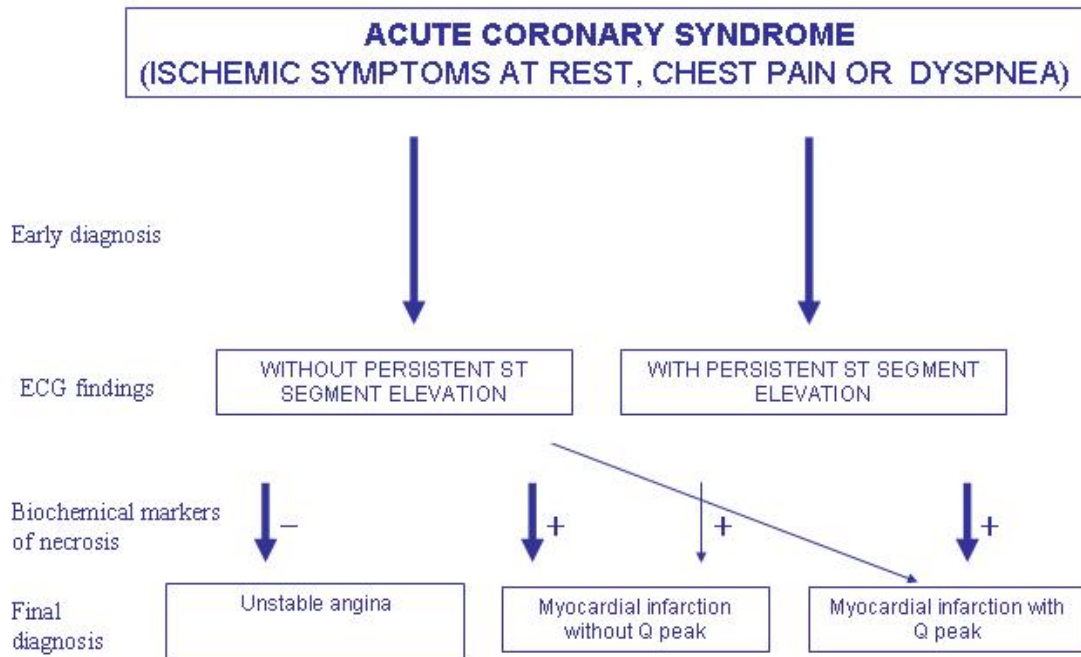 ACUTE CORONARY SYNDROME
(ISCHEMIC SYMPTOMS AT REST, CHEST PAIN OR DYSPNEA)
Early diagnosis
ECG findings
WITHOUT PERSISTENT ST
SEGMENT ELEVATION
WITH PERSISTENT ST SEGMENT
ELEVATION
Biochemical markers
of necrosis
– + + +
Final
diagnosis
Unstable angina
Myocardial infarction
without Q peak
Myocardial infarction with
Q peak